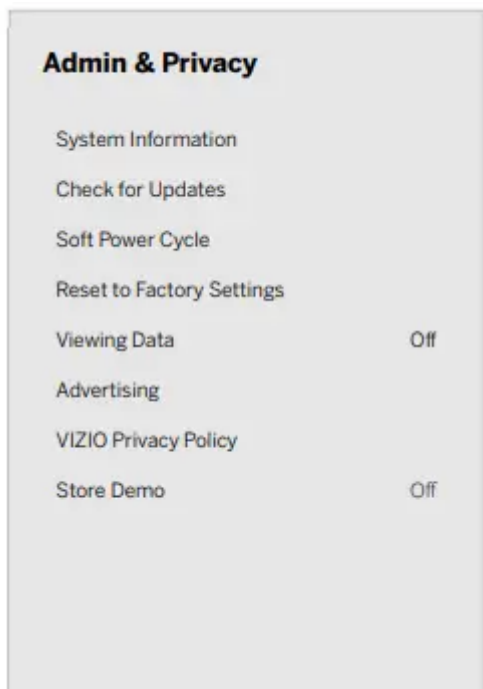 Admin & Privacy
System Information
Check for Updates
Soft Power Cycle
Reset to Factory Settings
Viewing Data Off
Advertising
VIZIO Privacy Policy
Store Demo Off